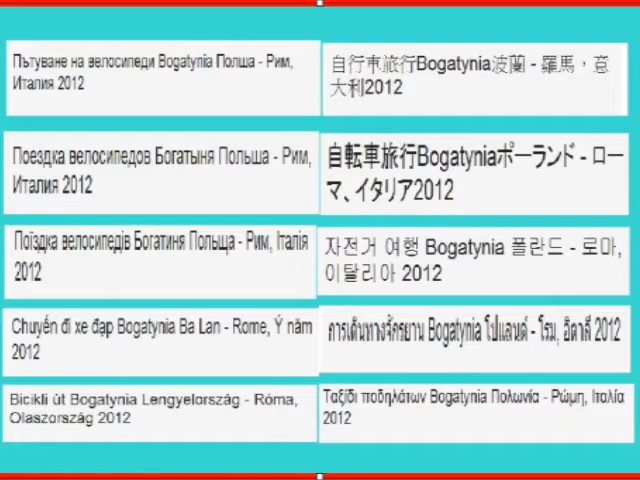 Пътуване на велосипеди Bogatynia Полша - Рим,
Италия 2012
自行車旅行Bogatynia波蘭 - 羅馬，意
大利2012
Поездка велосипедов Богатыня Польша - Рим,
Италия 2012
自転車旅行Bogatyniaポーランド - ロー
マ、イタリア2012
Поїздка велосипедів Богатиня Польща - Рим, Італія
2012
자전거 여행 Bogatynia 폴란드 - 로마,
이탈리아 2012
Chuyến đi xe đạp Bogatynia Ba Lan - Rome, Ý năm
2012
การเดินทางจักรยาน Bogatynia โปแลนด์ - โรม, อิตาลี 2012
Bicikli út Bogatynia Lengyelország - Róma,
Olaszország 2012
Ταξίδι ποδηλάτων Bogatynia Πολωνία - Ρώμη, Ιταλία
2012